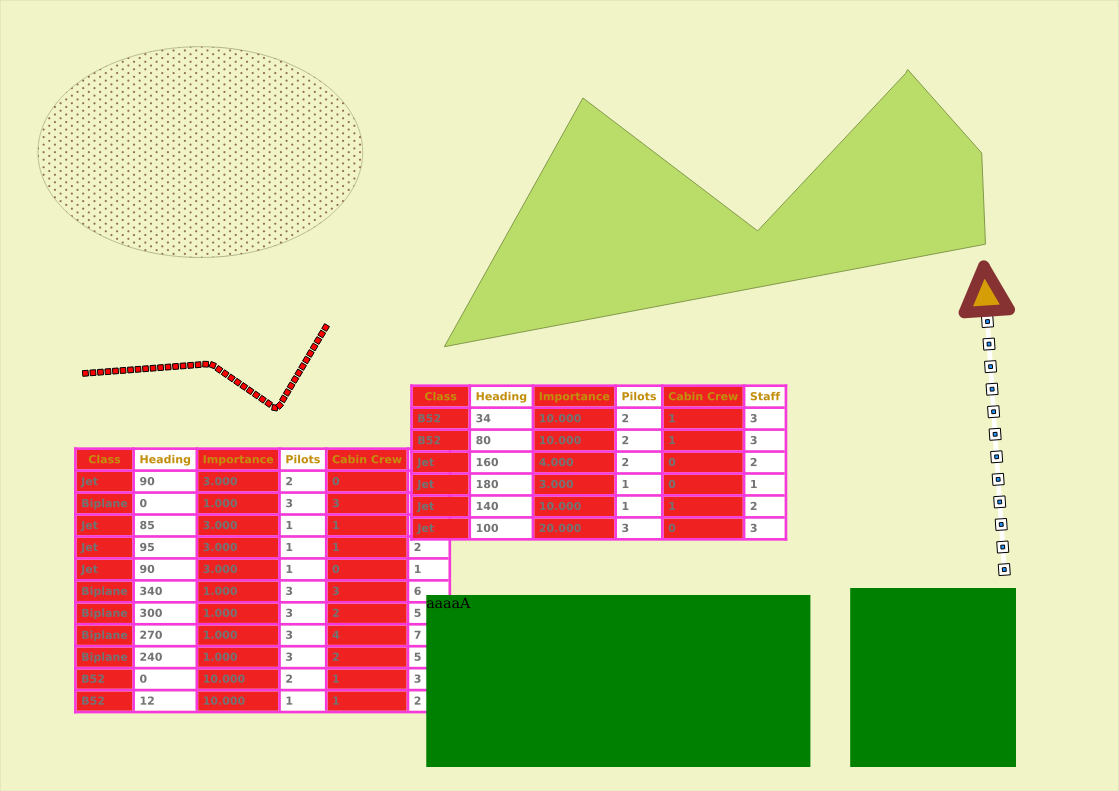 Class Heading Importance Pilots Cabin Crew Staff
B52 34 10.000 2 1 3
B52 80 10.000 2 1 3
Jet 160 4.000 2 0 2
Jet 180 3.000 1 0 1
Jet 140 10.000 1 1 2
Jet 100 20.000 3 0 3
Class Heading Importance Pilots Cabin Crew
Jet 90 3.000 2 0
Biplane 0 1.000 3 3
Jet 85 3.000 1 1
Jet 95 3.000 1 1 2
Jet 90 3.000 1 0 1
Biplane 340 1.000 3 3 6
Biplane 300 1.000 3 2 5
Biplane 270 1.000 3 4 7
Biplane 240 1.000 3 2 5
B52 0 10.000 2 1 3
B52 12 10.000 1 1 2
aaaaA